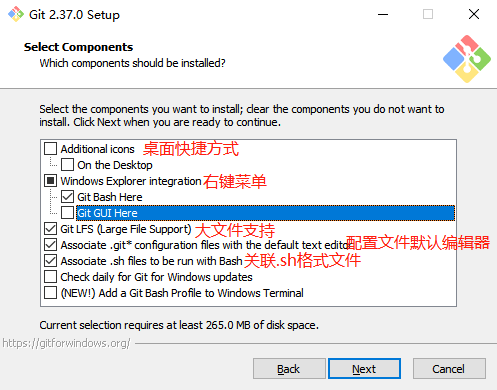 Git 2.37.0 Setup
Select Components
Which components should be installed?
Select the components you want to install; clear the components you do not want to
install. Click Next when you are ready to continue.
Additional icons 桌面快捷方式
On the Desktop
Windows Explorer integration 右键菜单
Git Bash Here
Git GUI Here
Git LFS (Large File Support) 大文件支持
Associate .git* configuration files with the default text editor 配置文件默认编辑器
Associate .sh files to be run with Bash 关联.sh格式文件
Check daily for Git for Windows updates
(NEW!) Add a Git Bash Profile to Windows Terminal
Current selection requires at least 265.0 MB of disk space.
https://gitforwindows.org/
Back Next Cancel